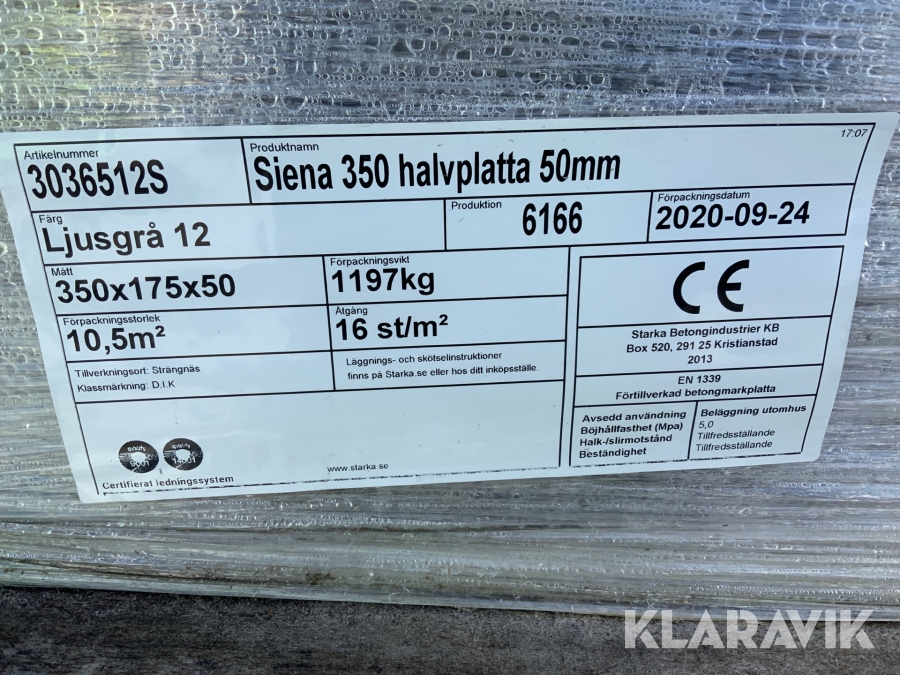 17:07
Artikelnummer
3036512S
Produktnamn
Siena 350 halvplatta 50mm
Färg
Ljusgrå 12
Produktion
6166
Förpackningsdatum
2020-09-24
Mått
350x175x50
Förpackningsvikt
1197kg
Förpackningsstorlek
10,5m²
Åtgång
16 st/m²
Tillverkningsort: Strängnäs
Klassmärkning: D.I.K
Läggnings- och skötselinstruktioner
finns på Starka.se eller hos ditt inköpsställe.
CE
Starka Betongindustrier KB
Box 520, 291 25 Kristianstad
2013
EN 1339
Förtillverkad betongmarkplatta
Avsedd användning
Böjhållfasthet (Mpa)
Halk-/slirmotstånd
Beständighet
Beläggning utomhus
5,0
Tillfredsställande
Tillfredsställande
9001
14001
Certifierat ledningssystem
www.starka.se
KLARAVIK